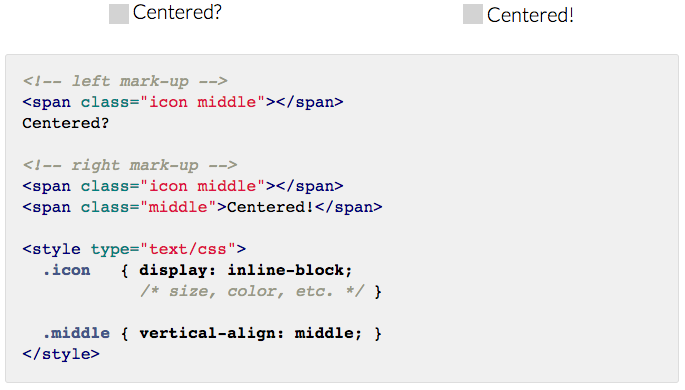 Centered?
Centered!
<!-- left mark-up -->
<span class="icon middle"></span>
Centered?
<!-- right mark-up -->
<span class="icon middle"></span>
<span class="middle">Centered!</span>
<style type="text/css">
  .icon   { display: inline-block;
            /* size, color, etc. */ }
  .middle { vertical-align: middle; }
</style>